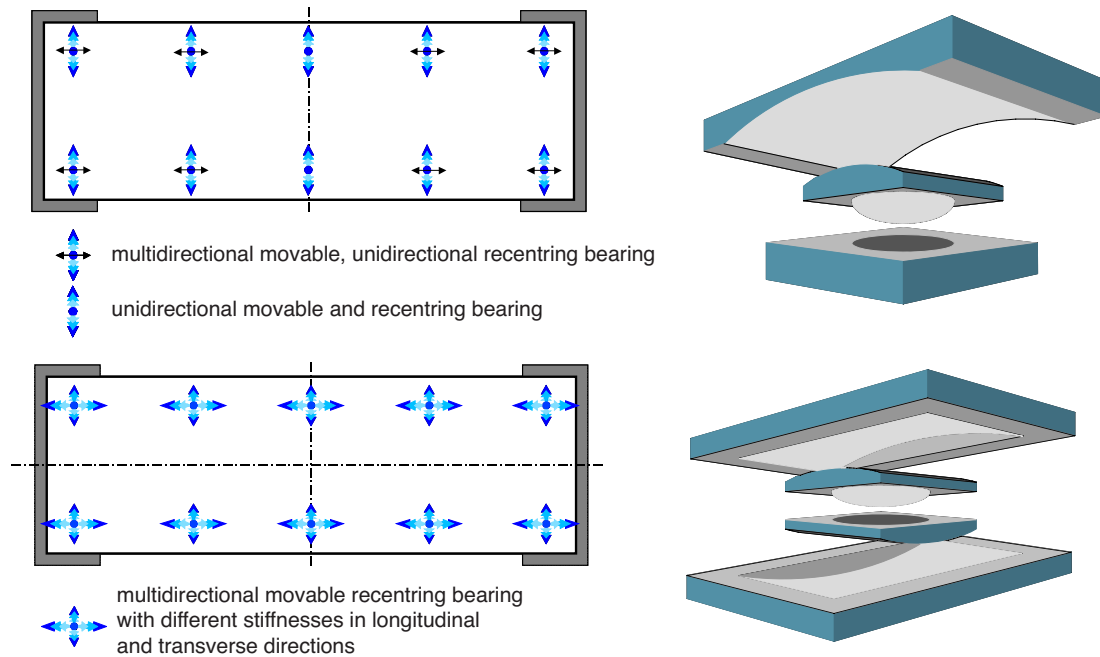 multidirectional movable, unidirectional recentring bearing
unidirectional movable and recentring bearing
multidirectional movable recentring bearing
with different stiffnesses in longitudinal
and transverse directions